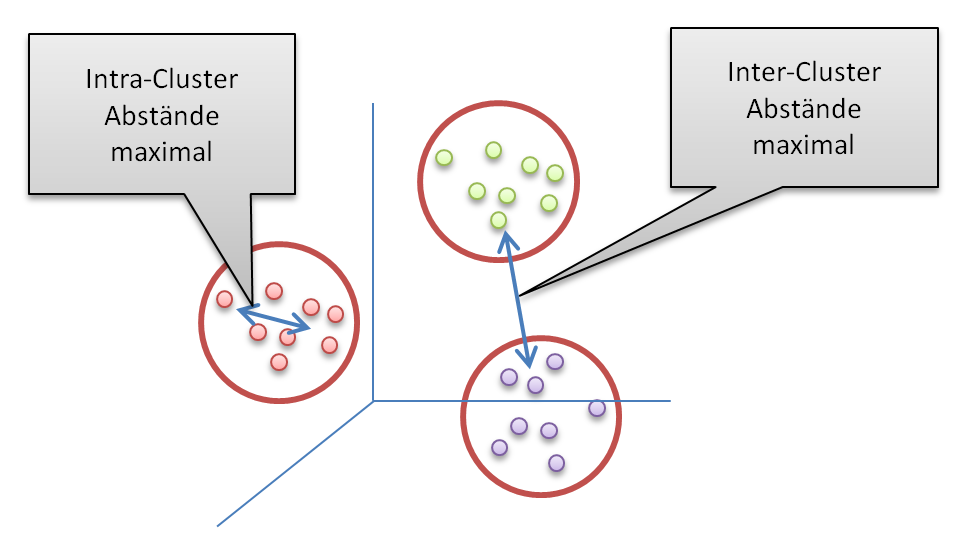 Intra-Cluster
Abstände
maximal
Inter-Cluster
Abstände
maximal